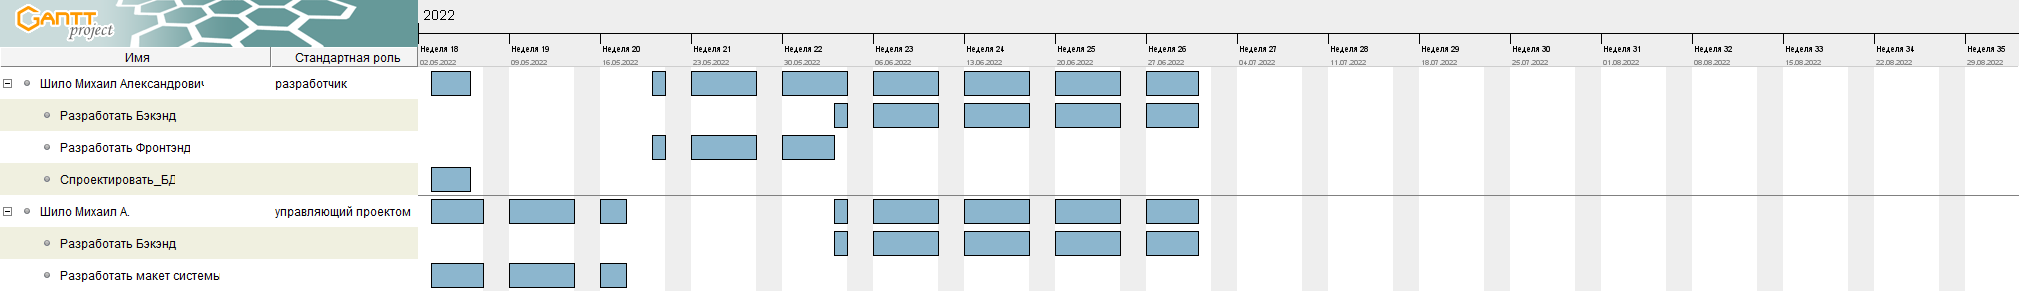 GANTT project
2022
Неделя 18 Неделя 19 Неделя 20 Неделя 21 Неделя 22 Неделя 23 Неделя 24 Неделя 25 Неделя 26 Неделя 27 Неделя 28 Неделя 29 Неделя 30 Неделя 31 Неделя 32 Неделя 33 Неделя 34 Неделя 35
Имя Стандартная роль
02.05.2022 09.05.2022 16.05.2022 23.05.2022 30.05.2022 06.06.2022 13.06.2022 20.06.2022 27.06.2022 04.07.2022 11.07.2022 18.07.2022 25.07.2022 01.08.2022 08.08.2022 15.08.2022 22.08.2022 29.08.2022
Шило Михаил Александрович разработчик
Разработать Бэкэнд
Разработать Фронтэнд
Спроектировать_БД
Шило Михаил А. управляющий проектом
Разработать Бэкэнд
Разработать макет системы